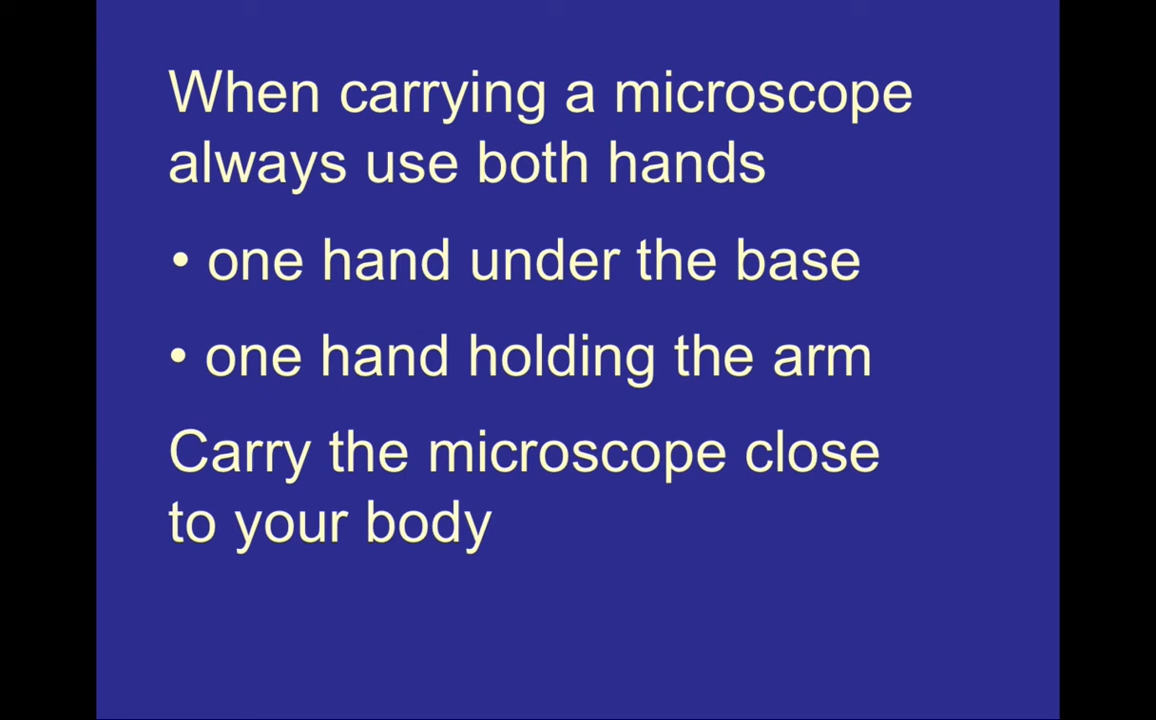 When carrying a microscope
always use both hands
• one hand under the base
• one hand holding the arm
Carry the microscope close
to your body